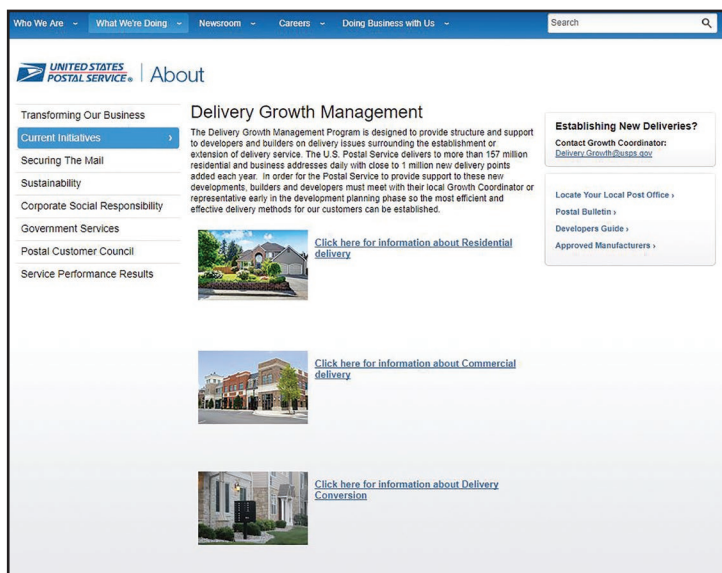 Who We Are
What We're Doing
Newsroom
Careers
Doing Business with Us
Search
UNITED STATES
POSTAL SERVICE®
About
Transforming Our Business
Current Initiatives
Securing The Mail
Sustainability
Corporate Social Responsibility
Government Services
Postal Customer Council
Service Performance Results
Delivery Growth Management
The Delivery Growth Management Program is designed to provide structure and support
to developers and builders on delivery issues surrounding the establishment or
extension of delivery service. The U.S. Postal Service delivers to more than 157 million
residential and business addresses daily with close to 1 million new delivery points
added each year. In order for the Postal Service to provide support to these new
developments, builders and developers must meet with their local Growth Coordinator or
representative early in the development planning phase so the most efficient and
effective delivery methods for our customers can be established.
Click here for information about Residential
delivery
Click here for information about Commercial
delivery
Click here for information about Delivery
Conversion
Establishing New Deliveries?
Contact Growth Coordinator:
Delivery.Growth@usps.gov
Locate Your Local Post Office ›
Postal Bulletin ›
Developers Guide ›
Approved Manufacturers ›